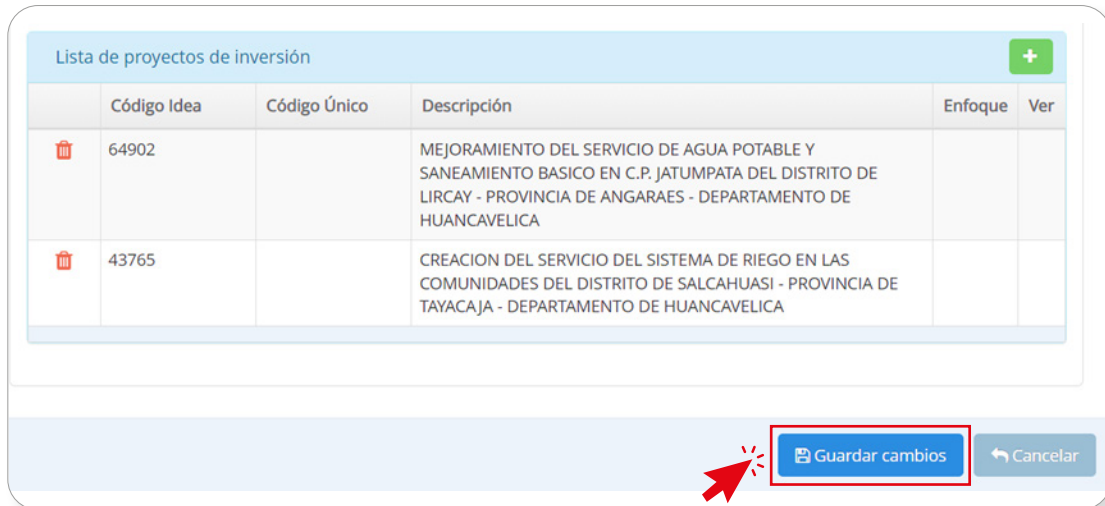 Lista de proyectos de inversión
+
Código Idea Código Único Descripción Enfoque Ver
64902 MEJORAMIENTO DEL SERVICIO DE AGUA POTABLE Y
SANEAMIENTO BASICO EN C.P. JATUMPATA DEL DISTRITO DE
LIRCAY - PROVINCIA DE ANGARAES - DEPARTAMENTO DE
HUANCAVELICA
43765 CREACION DEL SERVICIO DEL SISTEMA DE RIEGO EN LAS
COMUNIDADES DEL DISTRITO DE SALCAHUASI - PROVINCIA DE
TAYACAJA - DEPARTAMENTO DE HUANCAVELICA
Guardar cambios Cancelar